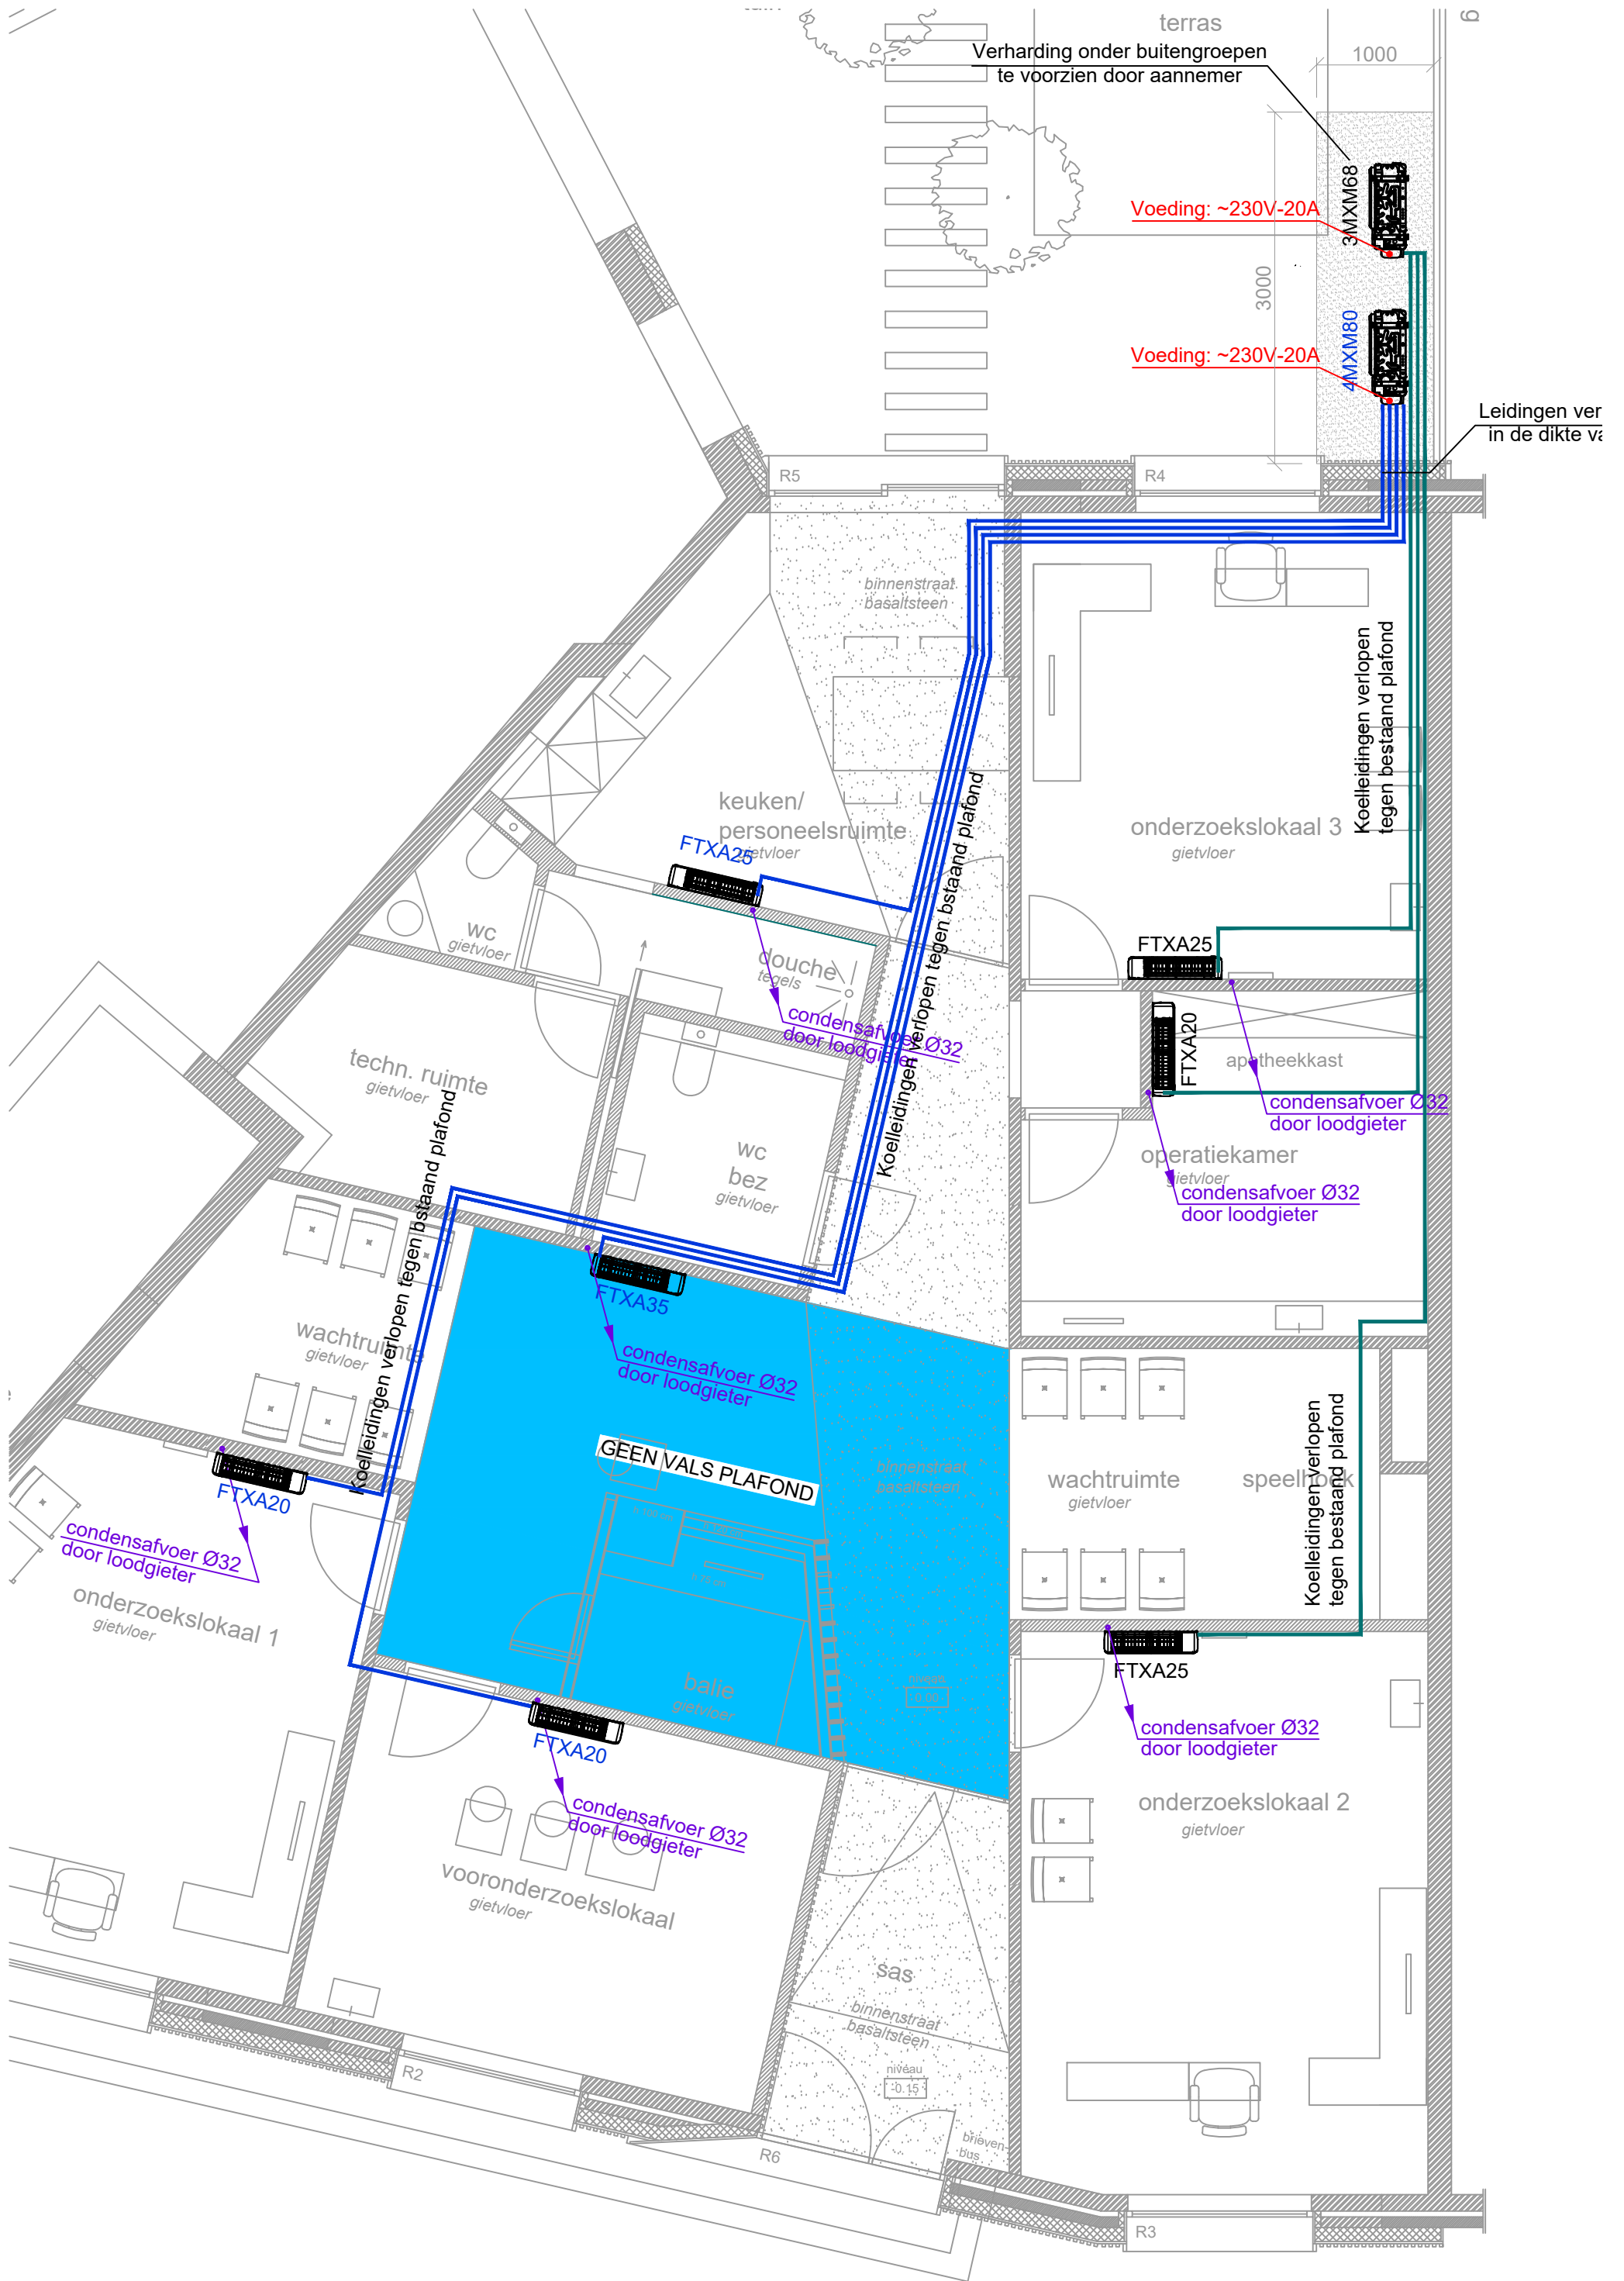 terras
Verharding onder buitengroepen
te voorzien door aannemer
1000
g
3MXM68
Voeding: ~230V-20A
3000
4MXM80
Voeding: ~230V-20A
Leidingen ver
in de dikte va
R5
R4
binnenstraat
basaltsteen
Koelleidingen verlopen
tegen bestaand plafond
keuken/
personeelsruimte
gietvloer
FTXA25
Koelleidingen verlopen tegen bstaand plafond
onderzoekslokaal 3
gietvloer
wc
gietvloer
douche
tegels
FTXA25
condensafvoer Ø32
door loodgieter
FTXA20
apotheekkast
condensafvoer Ø32
door loodgieter
techn. ruimte
gietvloer
wc
bez
gietvloer
operatiekamer
gietvloer
condensafvoer Ø32
door loodgieter
Koelleidingen verlopen tegen bstaand plafond
FTXA35
wachtruimte
gietvloer
condensafvoer Ø32
door loodgieter
GEEN VALS PLAFOND
binnenstraat
basaltsteen
wachtruimte
gietvloer
speelhoek
Koelleidingen verlopen
tegen bestaand plafond
FTXA20
condensafvoer Ø32
door loodgieter
onderzoekslokaal 1
gietvloer
FTXA25
balie
gietvloer
niveau
0.00
FTXA20
condensafvoer Ø32
door loodgieter
condensafvoer Ø32
door loodgieter
onderzoekslokaal 2
gietvloer
vooronderzoekslokaal
gietvloer
sas
binnenstraat
basaltsteen
niveau
-0.15
R2
R6
brieven
bus
R3